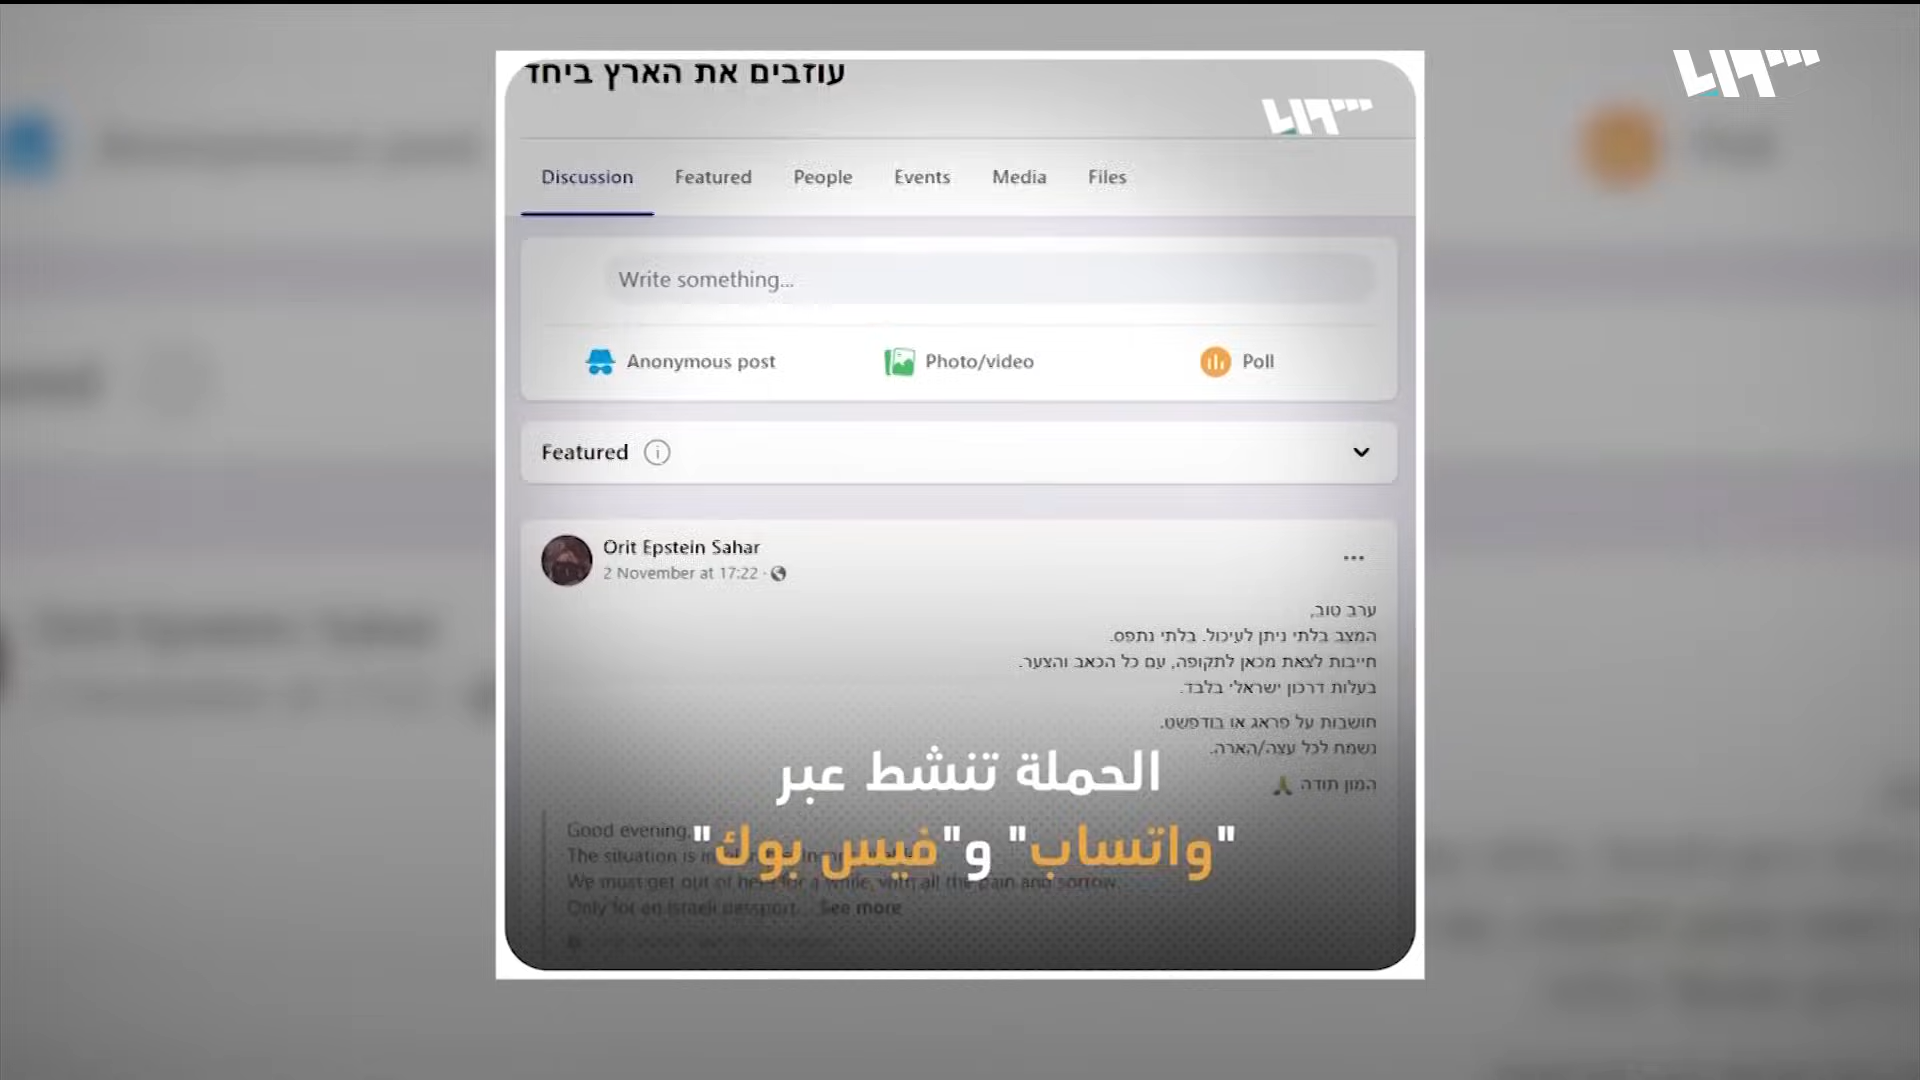 עוזבים את הארץ ביחד
Discussion Featured People Events Media Files
Write something...
Anonymous post Photo/video Poll
Featured
Orit Epstein Sahar
2 November at 17:22
ערב טוב,
המצב בלתי ניתן לעיכול. בלתי נתפס.
חייבות לצאת מכאן לתקופה, עם כל הכאב והצער.
בעלות דרכון ישראלי בלבד.
חושבות על פראג או בודפשט.
נשמח לכל עצה/הארה.
המון תודה
الحملة تنشط عبر
"واتساب" و"فيس بوك"
Good evening,
The situation is
We must get out of here for a while, with all the pain and sorrow.
Only for an Israeli passport... See more